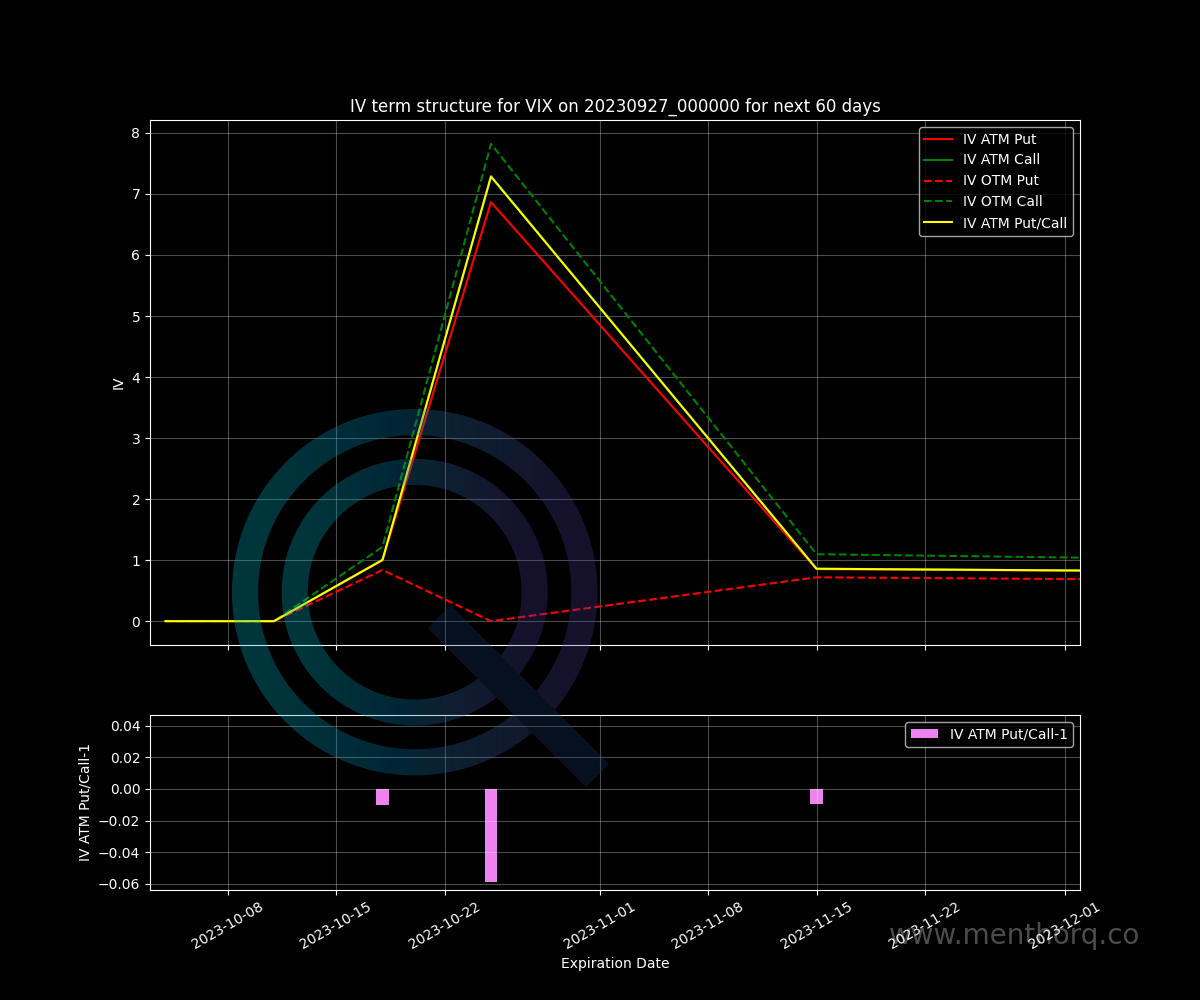 IV term structure for VIX on 20230927_000000 for next 60 days
8
7
6
5
4
3
2
1
0
IV
IV ATM Put
IV ATM Call
IV OTM Put
IV OTM Call
IV ATM Put/Call
0.04
0.02
0.00
−0.02
−0.04
−0.06
IV ATM Put/Call-1
IV ATM Put/Call-1
2023-10-08
2023-10-15
2023-10-22
2023-11-01
2023-11-08
2023-11-15
2023-11-22
2023-12-01
www.menthorq.co
Expiration Date